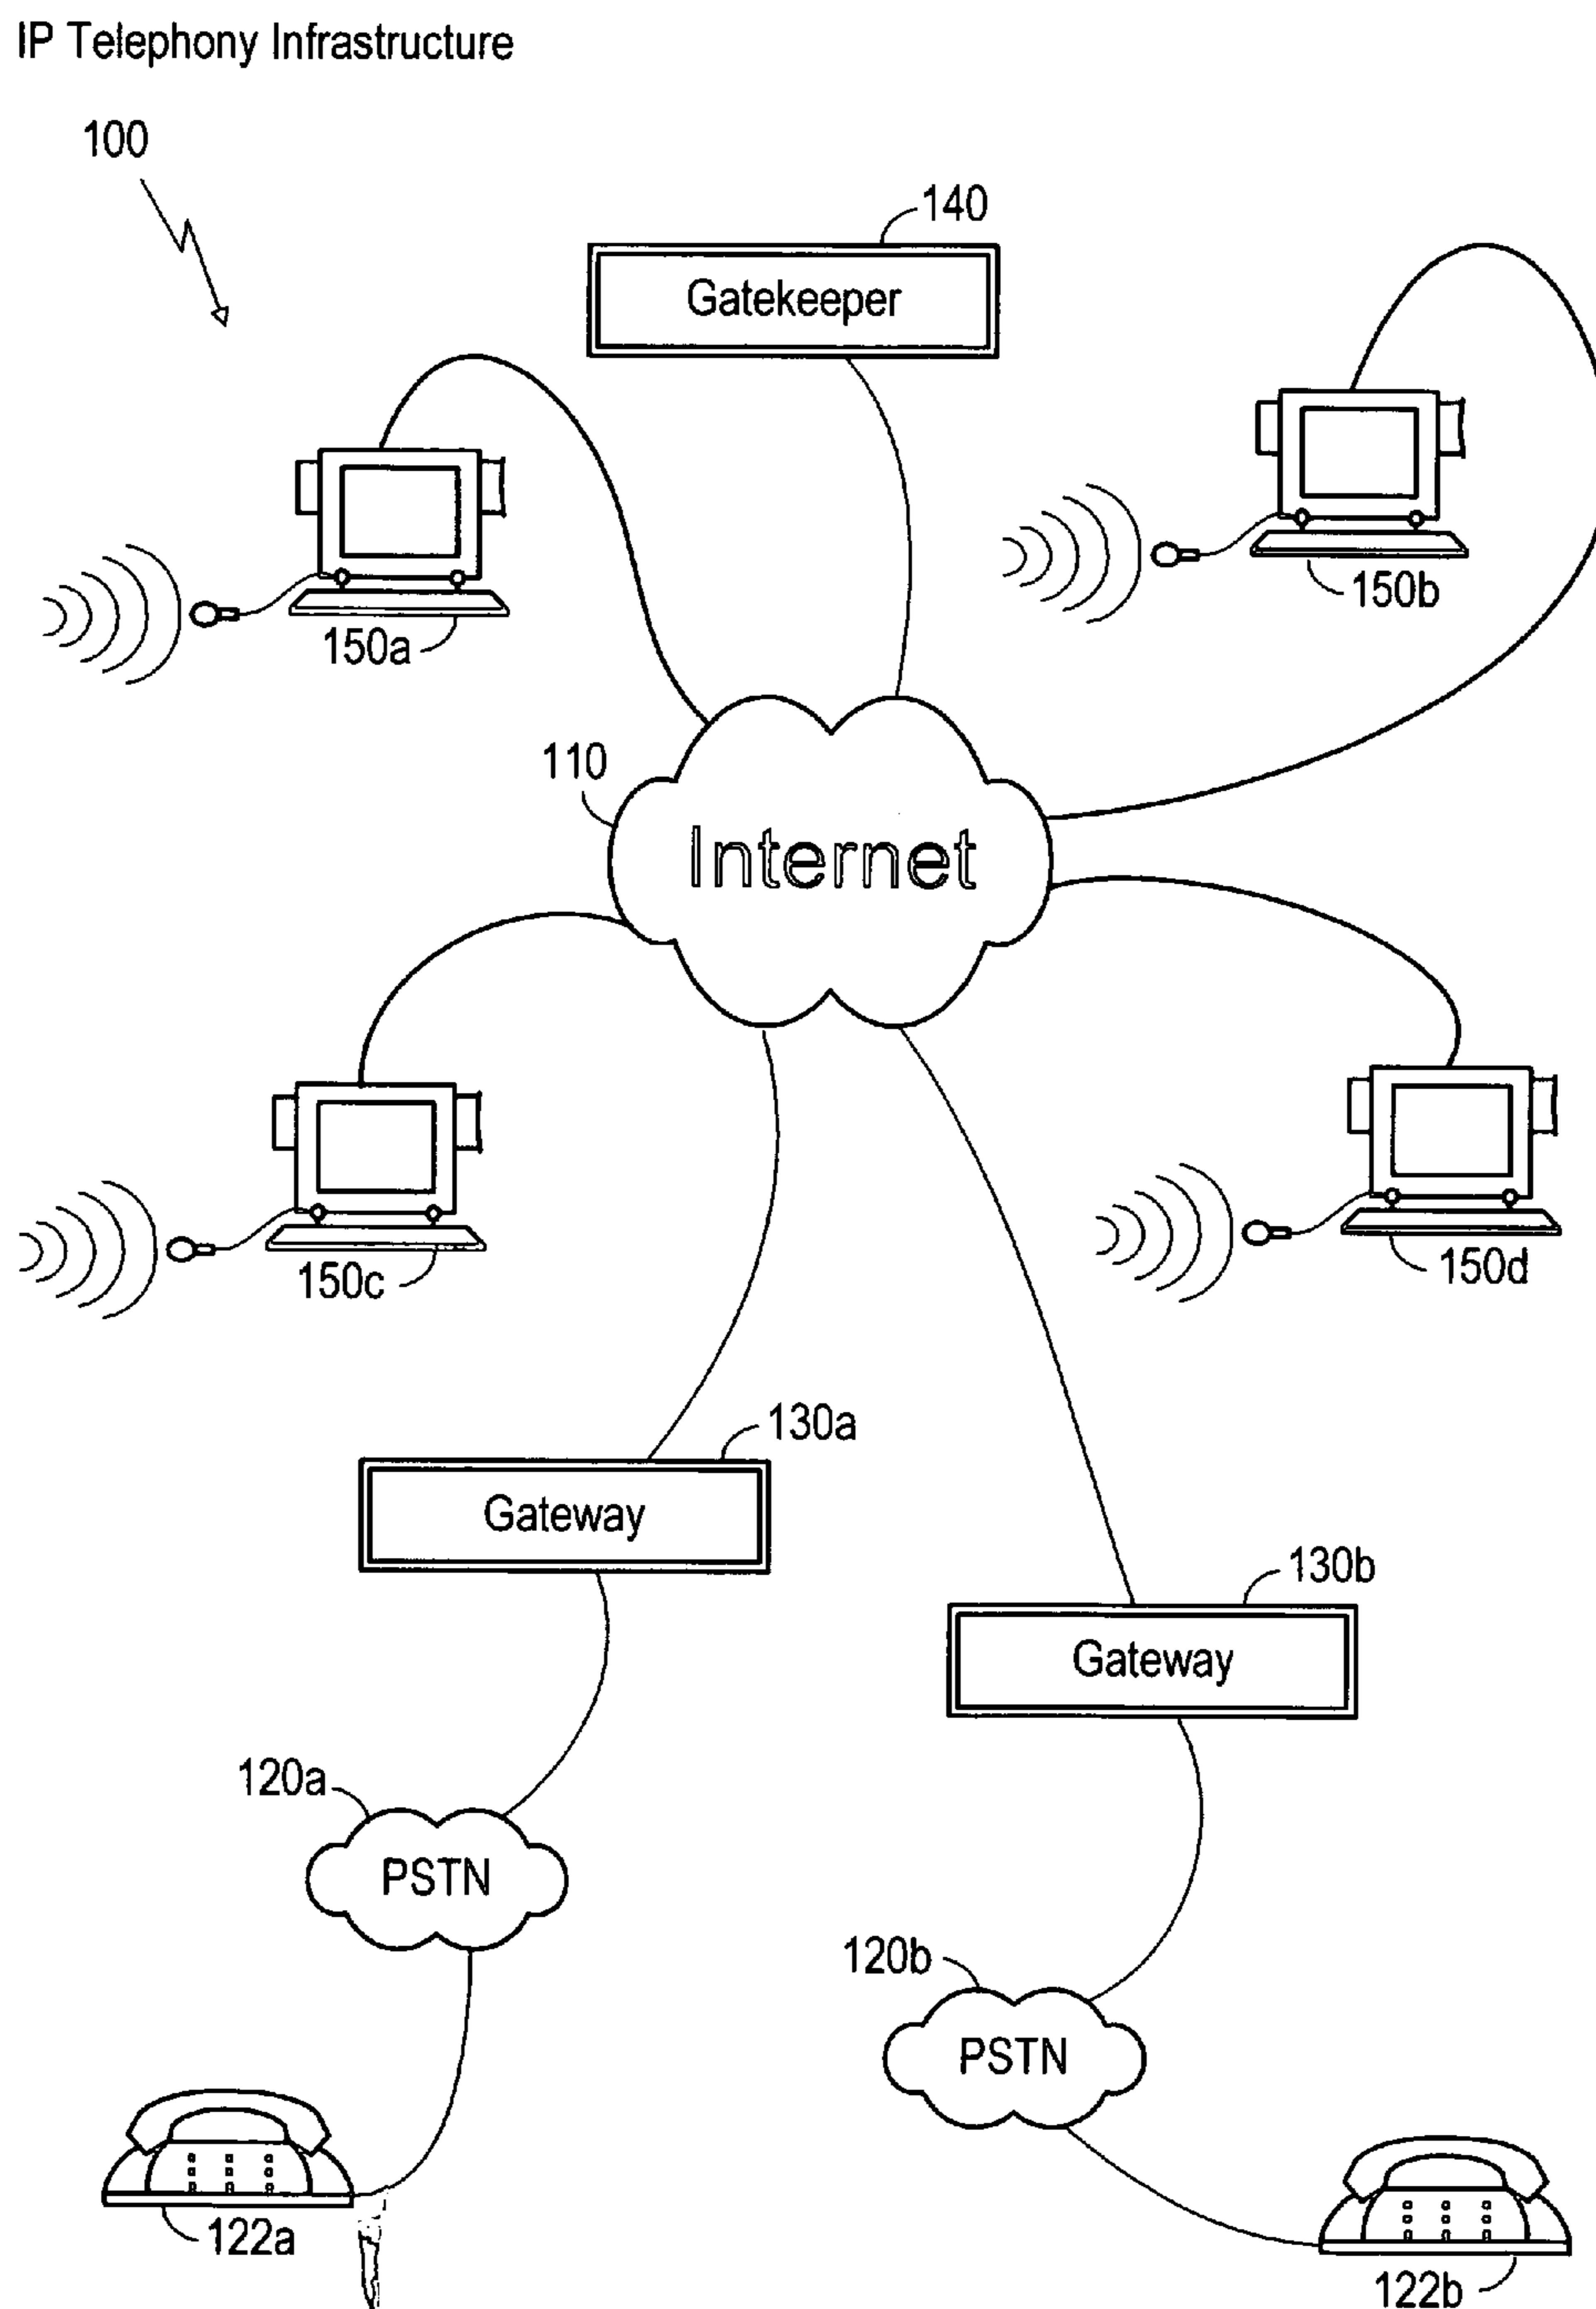 IP Telephony Infrastructure
100
140
Gatekeeper
150a
150b
110
Internet
150c
150d
130a
Gateway
130b
Gateway
120a
PSTN
120b
PSTN
122a
122b